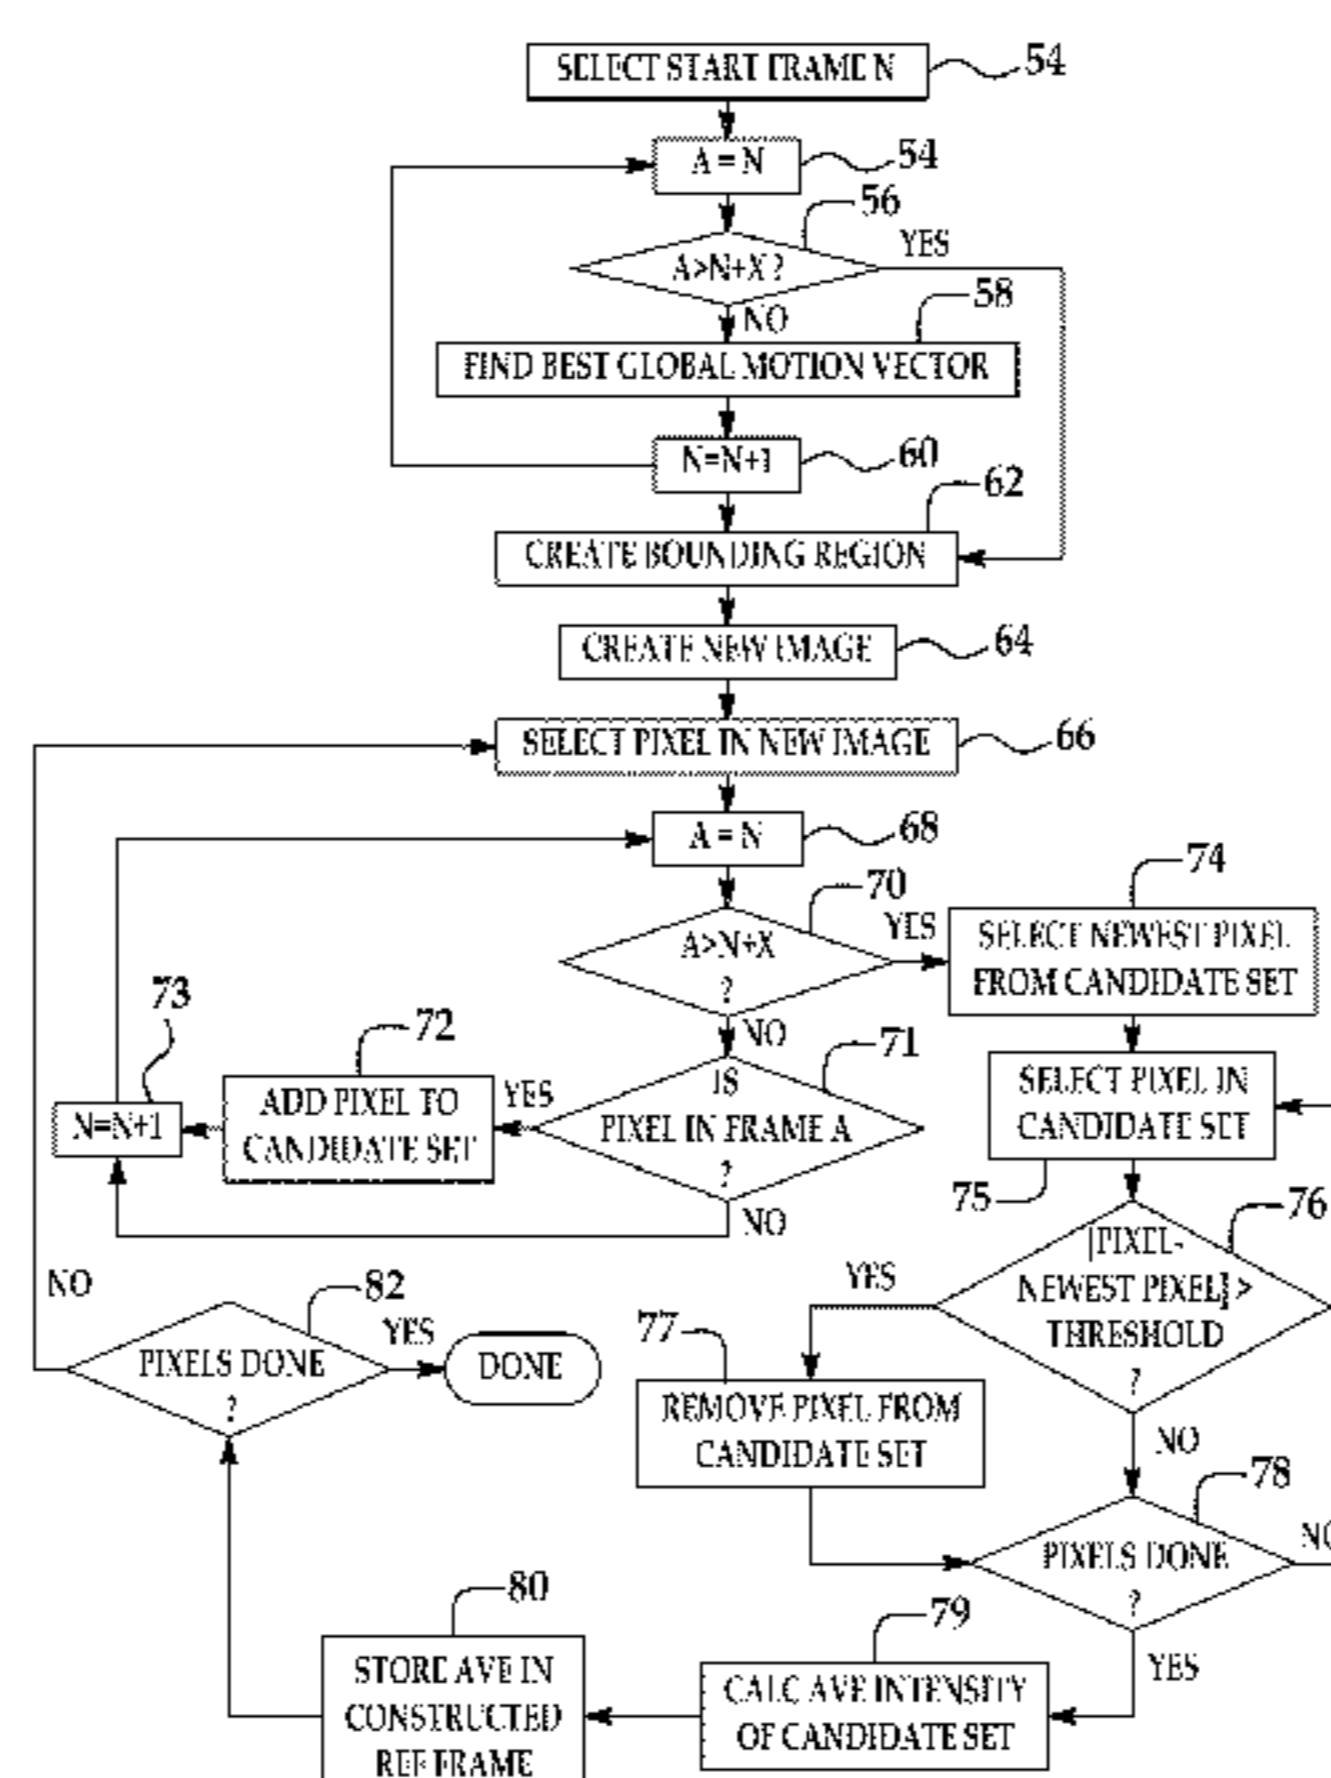 SELECT START FRAME N
54
A = N
54
56
A>N+X ?
YES
NO
58
FIND BEST GLOBAL MOTION VECTOR
N=N+1
60
62
CREATE BOUNDING REGION
CREATE NEW IMAGE
64
SELECT PIXEL IN NEW IMAGE
66
A = N
68
70
A>N+X
?
YES
NO
74
SELECT NEWEST PIXEL
FROM CANDIDATE SET
73
N=N+1
72
ADD PIXEL TO
CANDIDATE SET
YES
71
IS
PIXEL IN FRAME A
?
NO
SELECT PIXEL IN
CANDIDATE SET
75
76
|PIXEL-
NEWEST PIXEL| >
THRESHOLD
?
YES
NO
77
REMOVE PIXEL FROM
CANDIDATE SET
78
PIXELS DONE
?
NO
YES
79
CALC AVE INTENSITY
OF CANDIDATE SET
80
STORE AVE IN
CONSTRUCTED
REF FRAME
82
PIXELS DONE
?
NO
YES
DONE